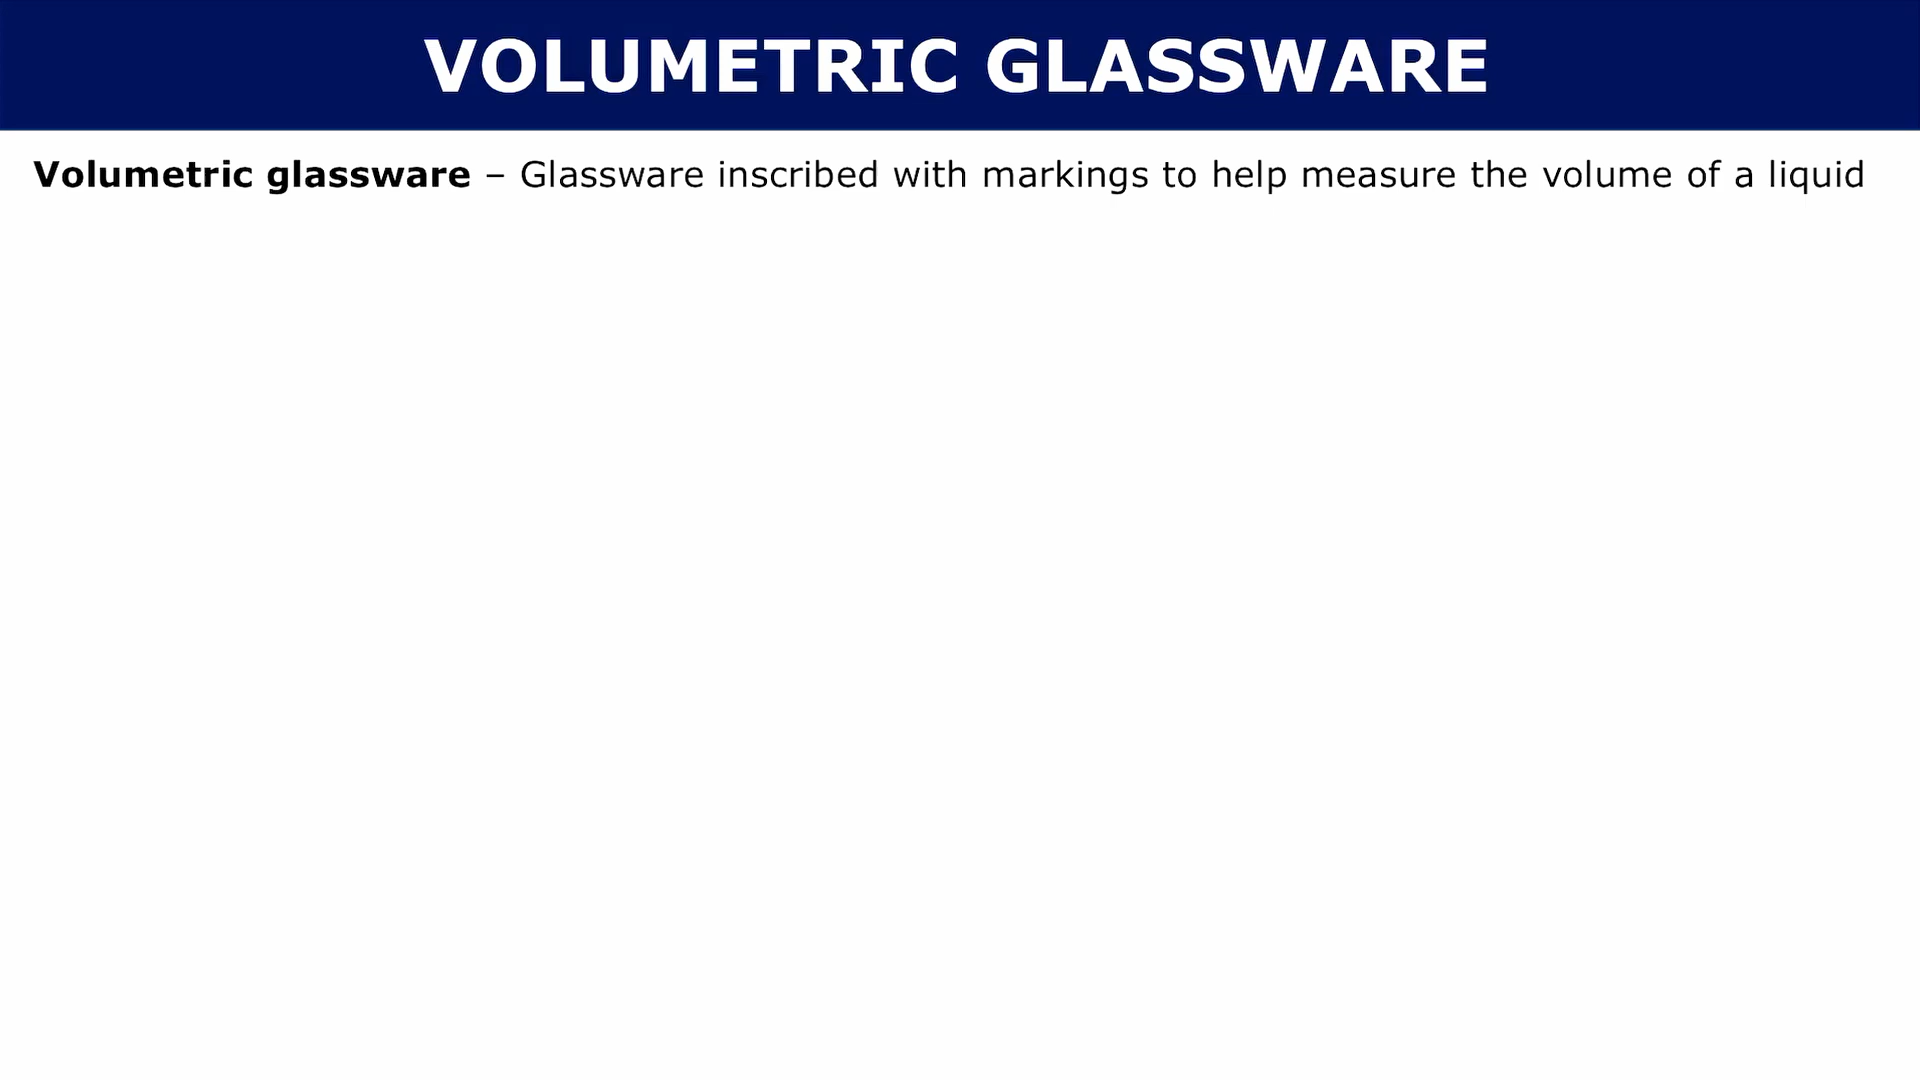 VOLUMETRIC GLASSWARE
Volumetric glassware – Glassware inscribed with markings to help measure the volume of a liquid